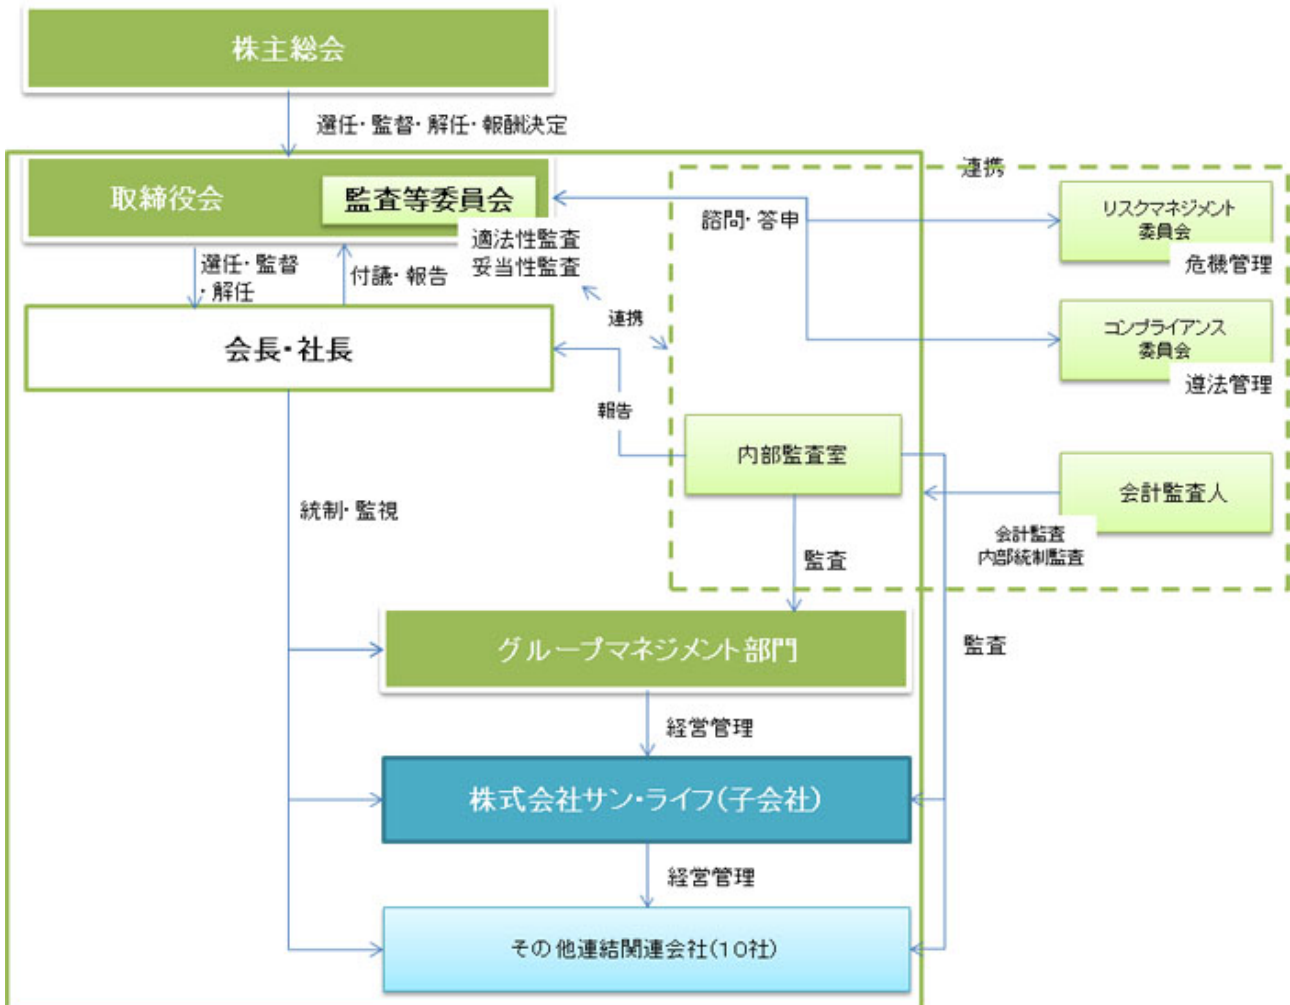 株主総会
選任・監督・解任・報酬決定
取締役会
監査等委員会
適法性監査
妥当性監査
選任・監督
・解任
付議・報告
連携
諮問・答申
連携
リスクマネジメント
委員会
危機管理
コンプライアンス
委員会
遵法管理
会長・社長
報告
内部監査室
会計監査人
会計監査
内部統制監査
統制・監視
監査
グループマネジメント部門
監査
経営管理
株式会社サン・ライフ(子会社)
経営管理
その他連結関連会社(10社)